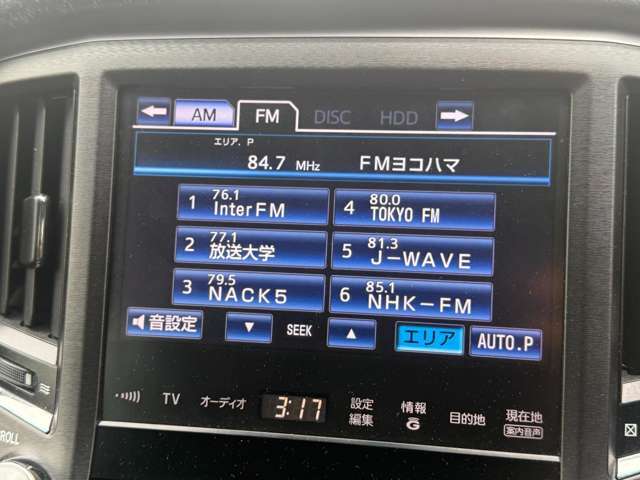 AM FM DISC HDD
エリア.P
84.7 MHz FMヨコハマ
1 76.1 InterFM
4 80.0 TOKYO FM
2 77.1 放送大学
5 81.3 J-WAVE
3 79.5 NACK5
6 85.1 NHK-FM
音設定 SEEK エリア AUTO.P
TV オーディオ 3:17 設定編集 情報 G 目的地 現在地 案内音声
ROLL